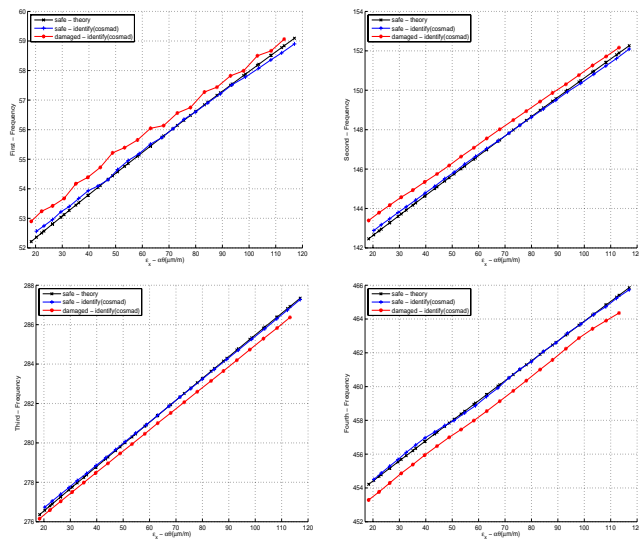 60
59
58
57
56
55
54
53
52
First − Frequency
safe − theory
safe − identify(cosmad)
damaged − identify(cosmad)
10 20 30 40 50 60 70 80 90 100 110 120
ε_x − αθ(μm/m)
154
152
150
148
146
144
142
Second − Frequency
safe − theory
safe − identify(cosmad)
damaged − identify(cosmad)
10 20 30 40 50 60 70 80 90 100 110 120
ε_x − αθ(μm/m)
288
286
284
282
280
278
276
Third − Frequency
safe − theory
safe − identify(cosmad)
damaged − identify(cosmad)
10 20 30 40 50 60 70 80 90 100 110 120
ε_x − αθ(μm/m)
466
464
462
460
458
456
454
452
Fourth − Frequency
safe − theory
safe − identify(cosmad)
damaged − identify(cosmad)
10 20 30 40 50 60 70 80 90 100 110 120
ε_x − αθ(μm/m)